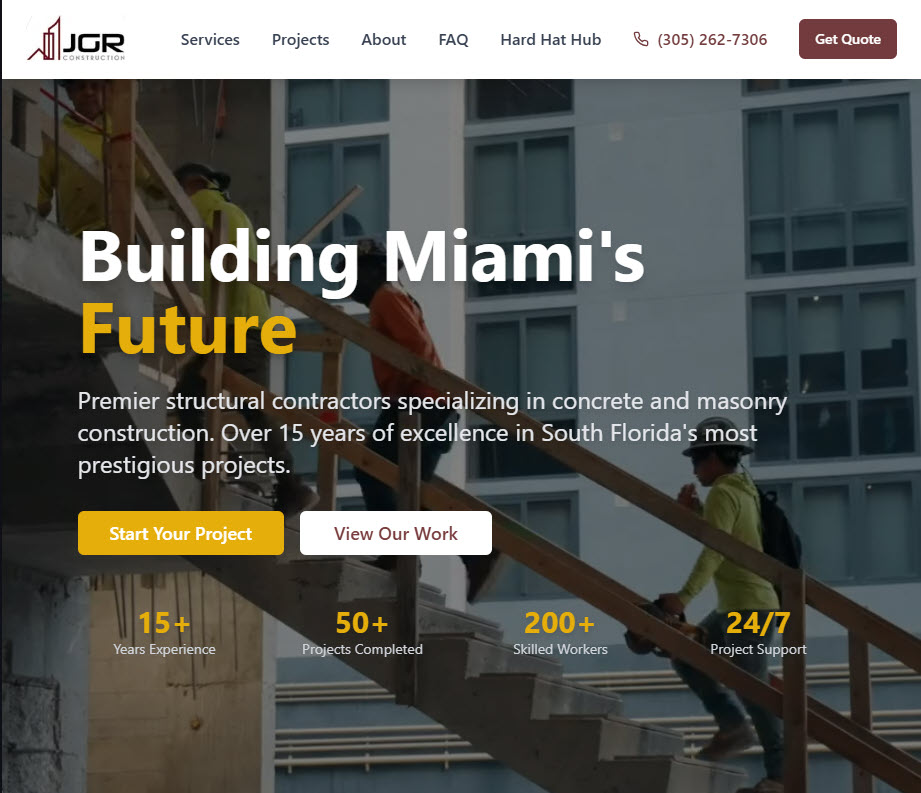 JGR
CONSTRUCTION
Services Projects About FAQ Hard Hat Hub (305) 262-7306 Get Quote
Building Miami's
Future
Premier structural contractors specializing in concrete and masonry
construction. Over 15 years of excellence in South Florida's most
prestigious projects.
Start Your Project View Our Work
15+ 50+ 200+ 24/7
Years Experience Projects Completed Skilled Workers Project Support